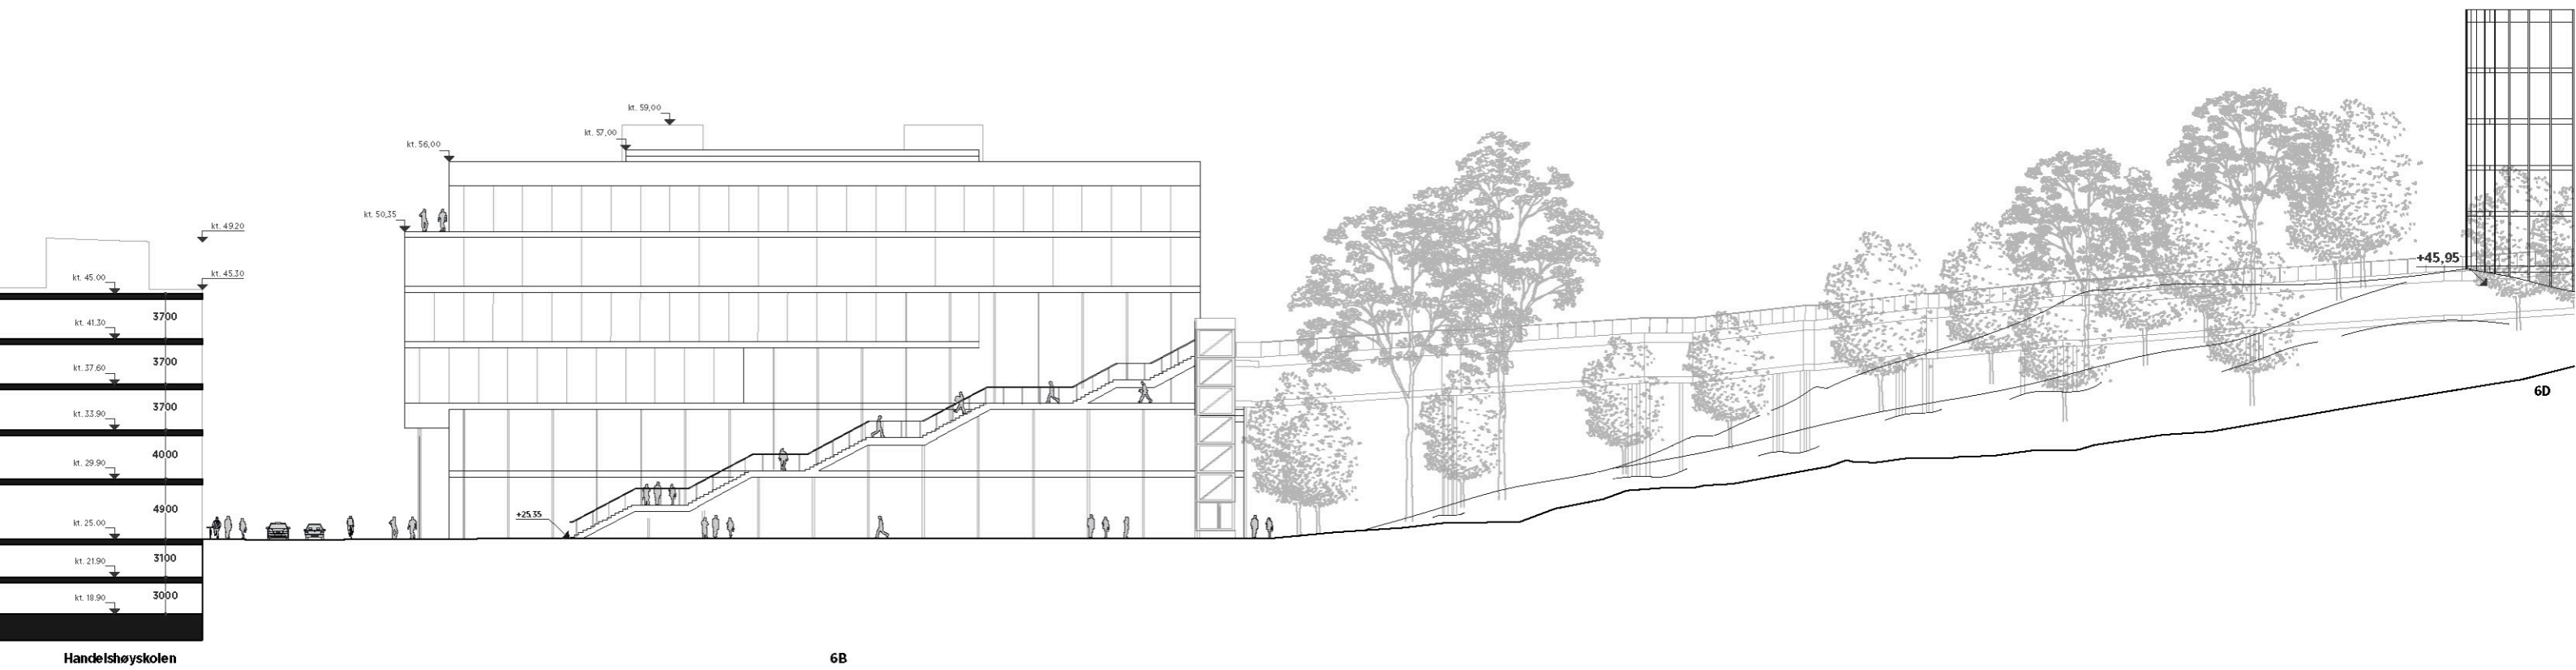 kt. 59,00
kt. 57,00
kt. 56,00
kt. 50,35
kt. 49.20
kt. 45.30
kt. 45.00
3700
kt. 41.30
3700
kt. 37.60
3700
kt. 33.90
4000
kt. 29.90
4900
kt. 25.00
3100
kt. 21.90
3000
kt. 18.90
+25.35
+45,95
6D
Handelshøyskolen
6B